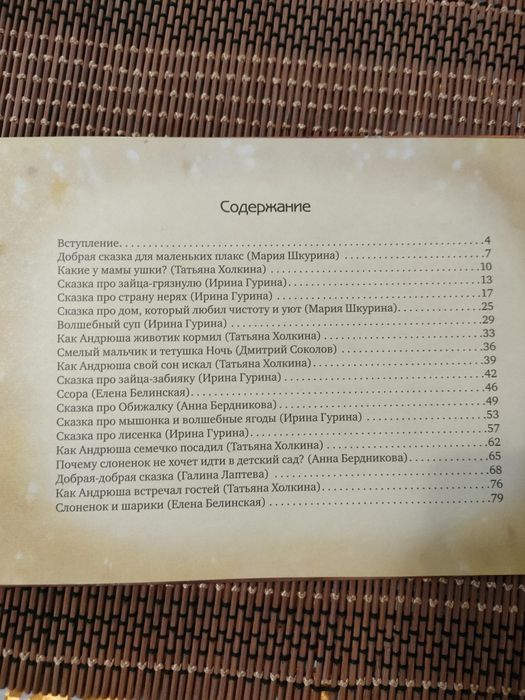 Содержание
Вступление.....4
Добрая сказка для маленьких плакс (Мария Шкурина).....7
Какие у мамы ушки? (Татьяна Холкина).....10
Сказка про зайца-грязнулю (Ирина Гурина).....13
Сказка про страну нерях (Ирина Гурина).....17
Сказка про дом, который любил чистоту и уют (Мария Шкурина).....25
Волшебный суп (Ирина Гурина).....29
Как Андрюша животик кормил (Татьяна Холкина).....33
Смелый мальчик и тетушка Ночь (Дмитрий Соколов).....36
Как Андрюша свой сон искал (Татьяна Холкина).....39
Сказка про зайца-забияку (Ирина Гурина).....42
Ссора (Елена Белинская).....46
Сказка про Обижалку (Анна Бердникова).....49
Сказка про мышонка и волшебные ягоды (Ирина Гурина).....53
Сказка про лисенка (Ирина Гурина).....57
Как Андрюша семечко посадил (Татьяна Холкина).....62
Почему слоненок не хочет идти в детский сад? (Анна Бердникова).....65
Добрая-добрая сказка (Галина Лаптева).....68
Как Андрюша встречал гостей (Татьяна Холкина).....76
Слоненок и шарики (Елена Белинская).....79